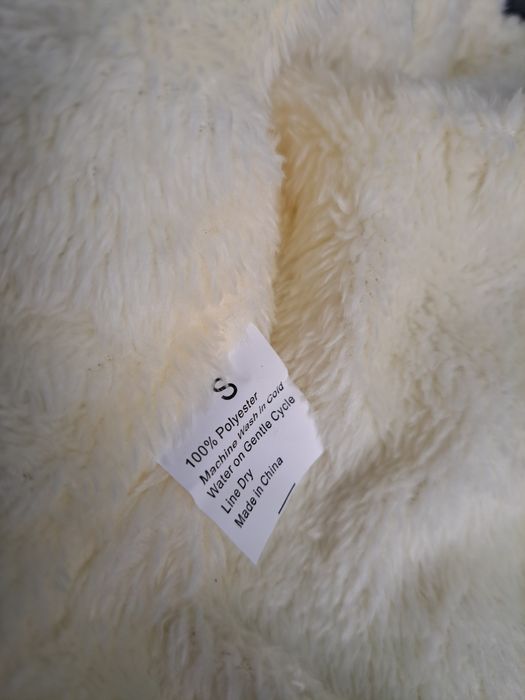 S
100% Polyester
Machine Wash in Cold
Water on Gentle Cycle
Line Dry
Made in China